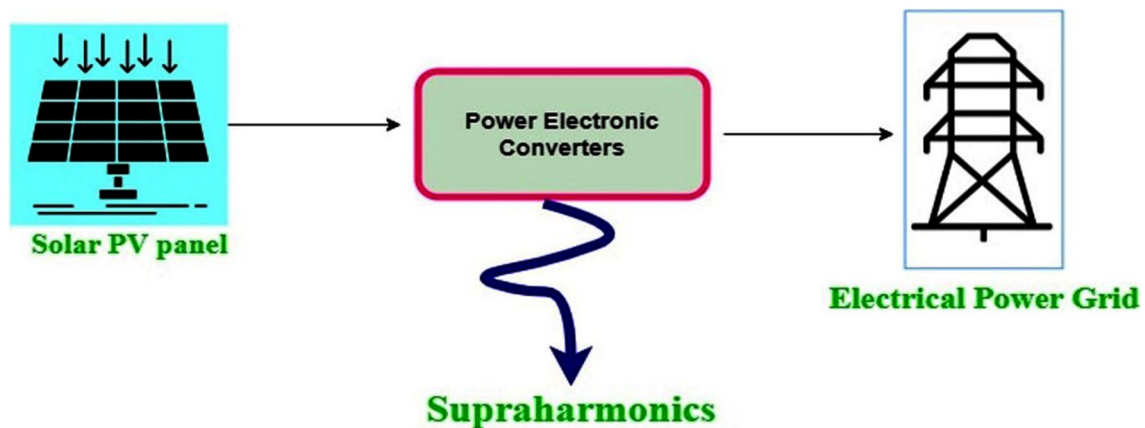 Power Electronic
Converters
Solar PV panel
Electrical Power Grid
Supraharmonics